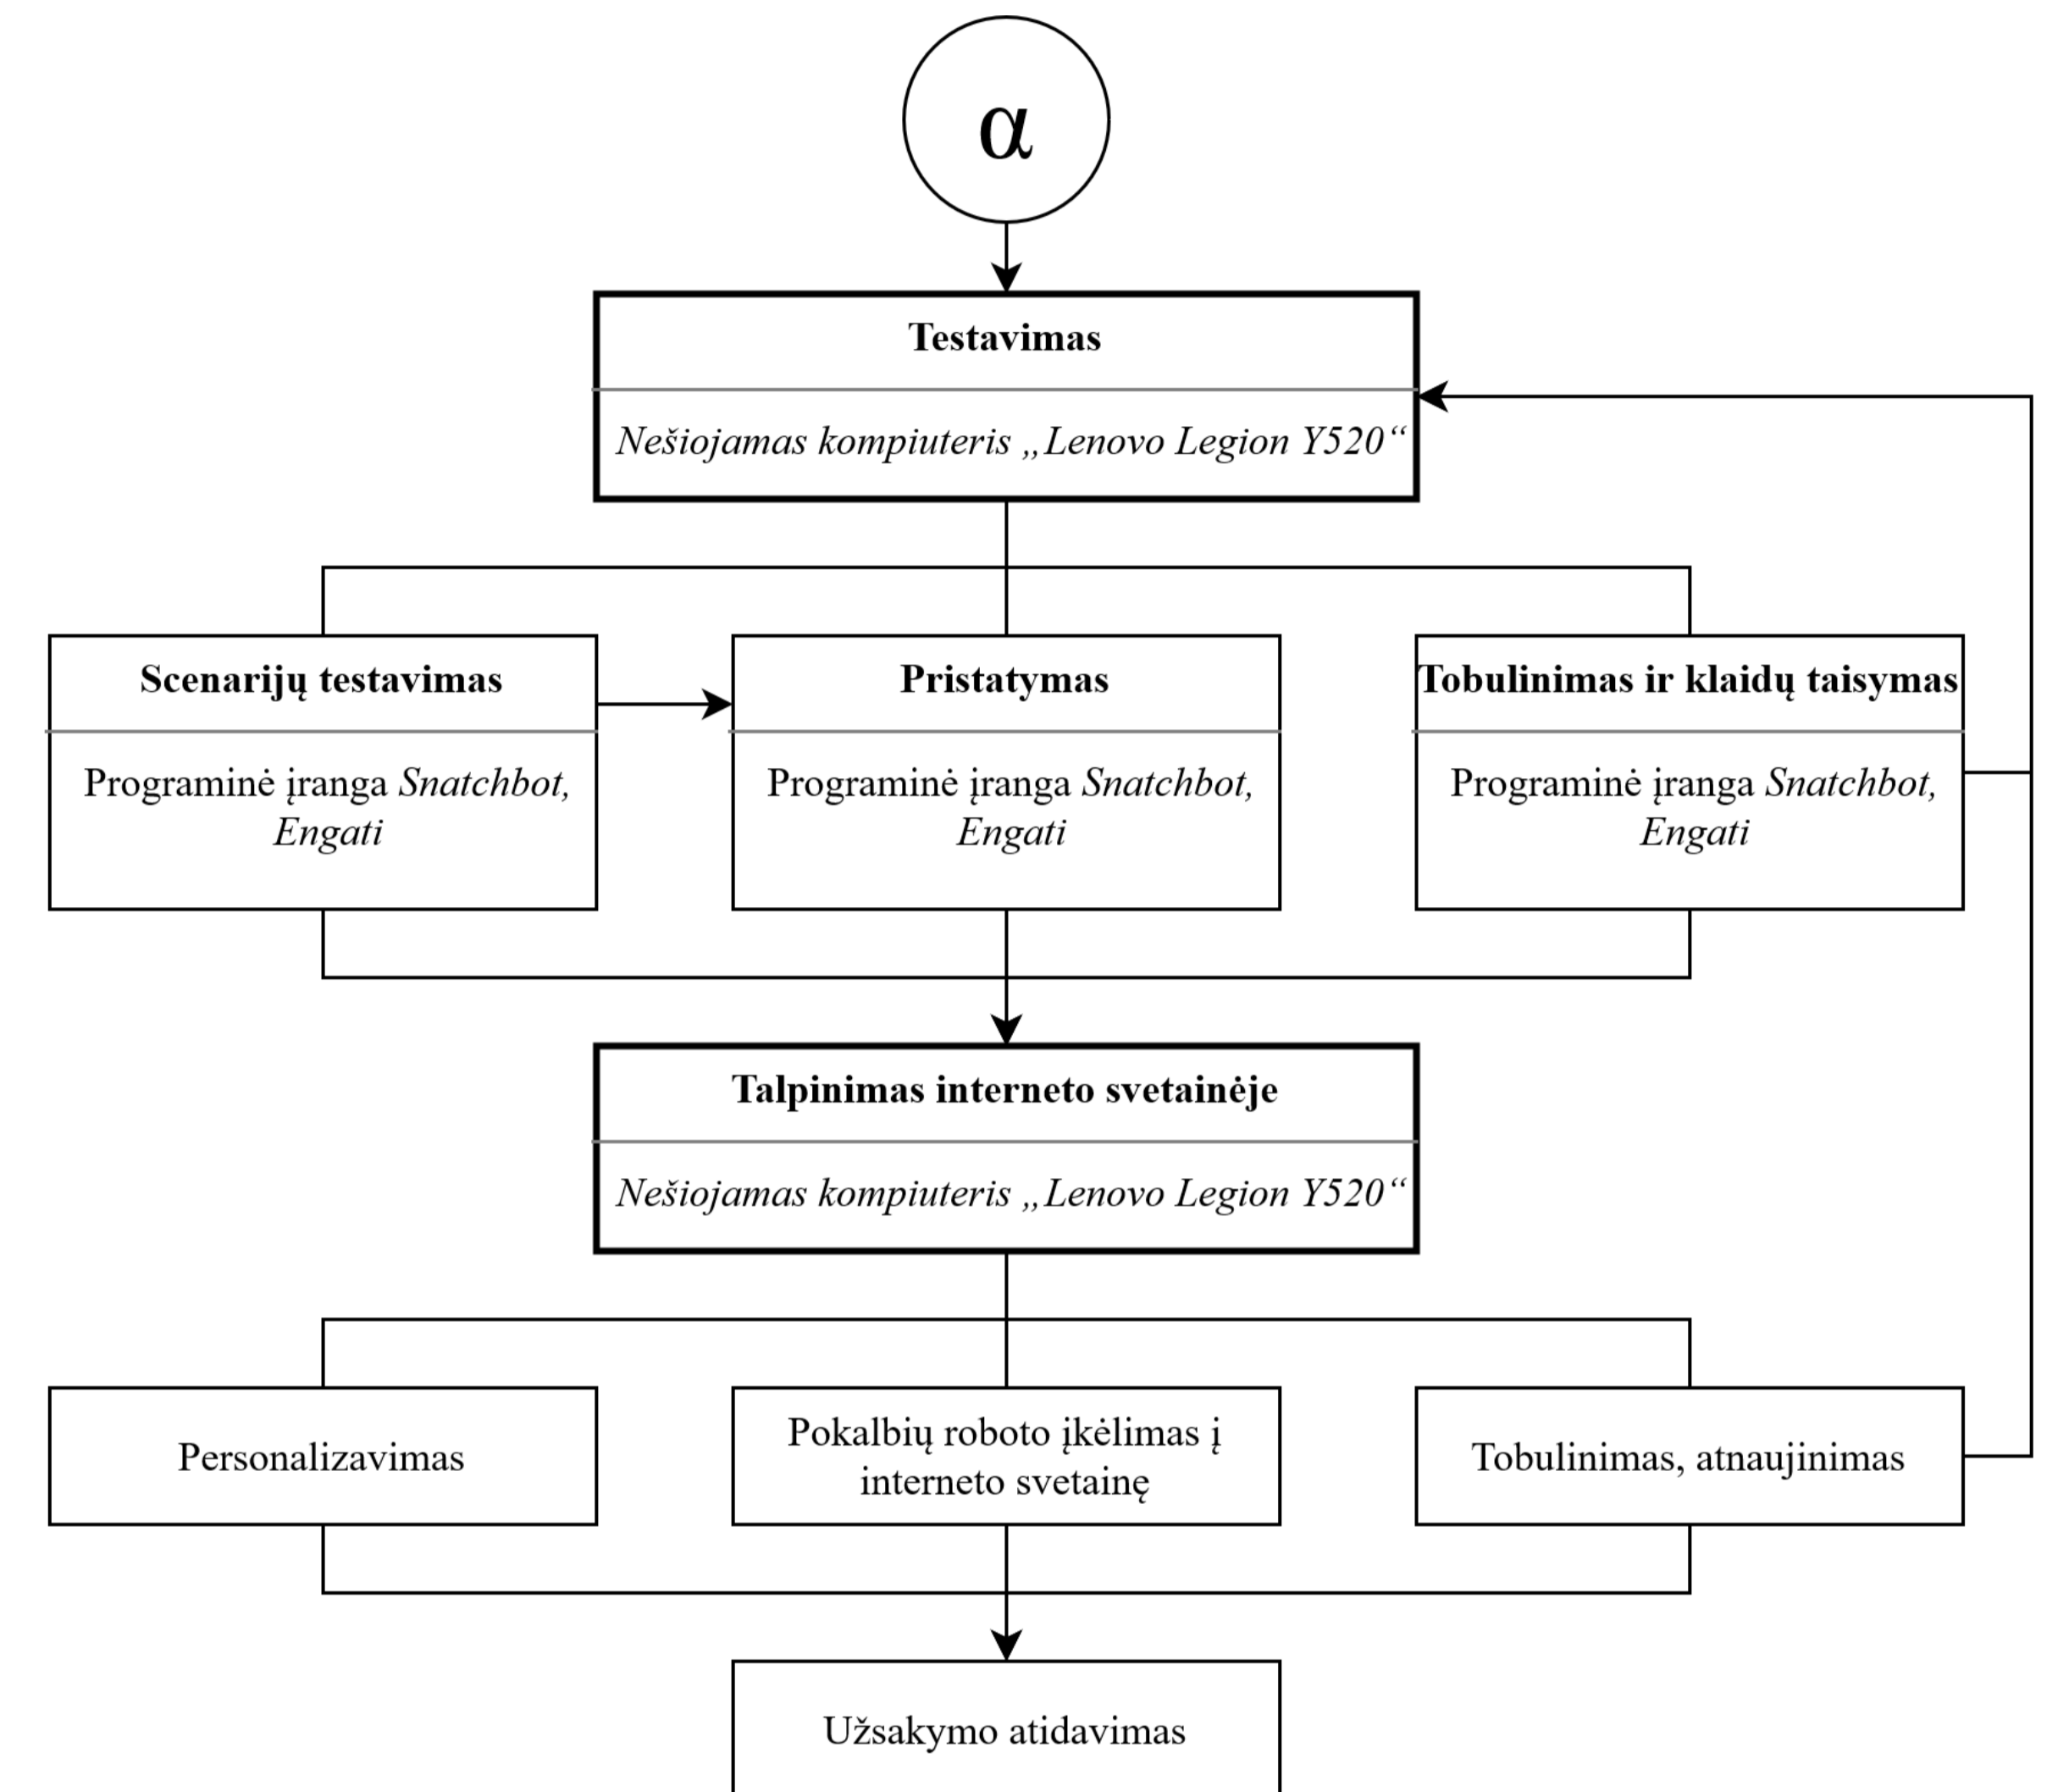 α
Testavimas
Nešiojamas kompiuteris „Lenovo Legion Y520“
Scenarijų testavimas
Programinė įranga Snatchbot,
Engati
Pristatymas
Programinė įranga Snatchbot,
Engati
Tobulinimas ir klaidų taisymas
Programinė įranga Snatchbot,
Engati
Talpinimas interneto svetainėje
Nešiojamas kompiuteris „Lenovo Legion Y520“
Personalizavimas
Pokalbių roboto įkėlimas į
interneto svetainę
Tobulinimas, atnaujinimas
Užsakymo atidavimas